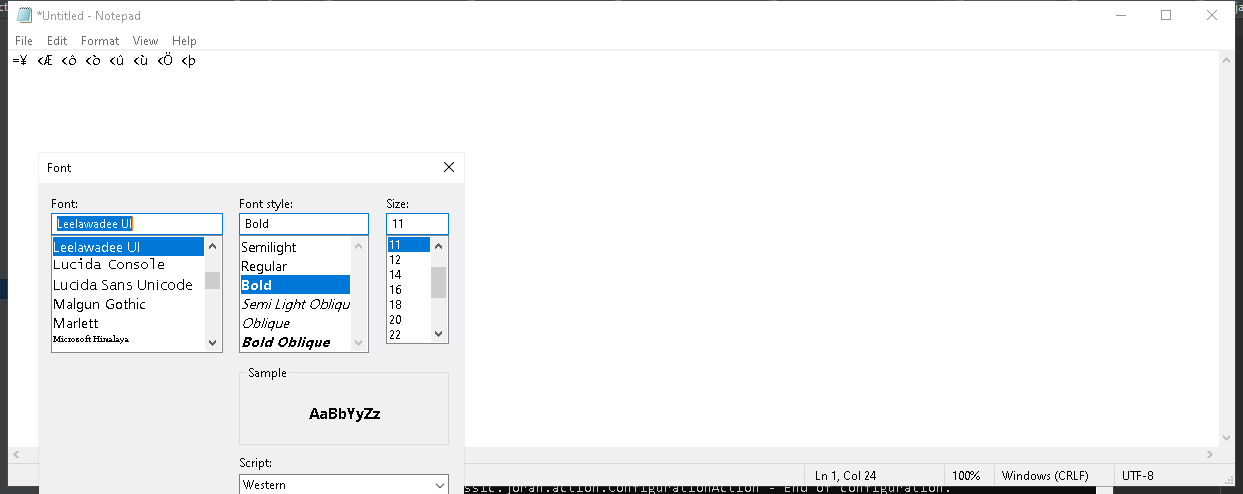 *Untitled - Notepad
File Edit Format View Help
=¥ <Æ <ô <ò <û <ù <Ö <þ
Font
Font: Font style: Size:
Leelawadee UI Bold 11
Leelawadee UI
Lucida Console
Lucida Sans Unicode
Malgun Gothic
Marlett
Microsoft Himalaya
Semilight
Regular
Bold
Semi Light Obliqu
Oblique
Bold Oblique
11
12
14
16
18
20
22
Sample
AaBbYyZz
Script:
Western
Ln 1, Col 24 100% Windows (CRLF) UTF-8
ssic.joran.action.ConfigurationAction - End of configuration.